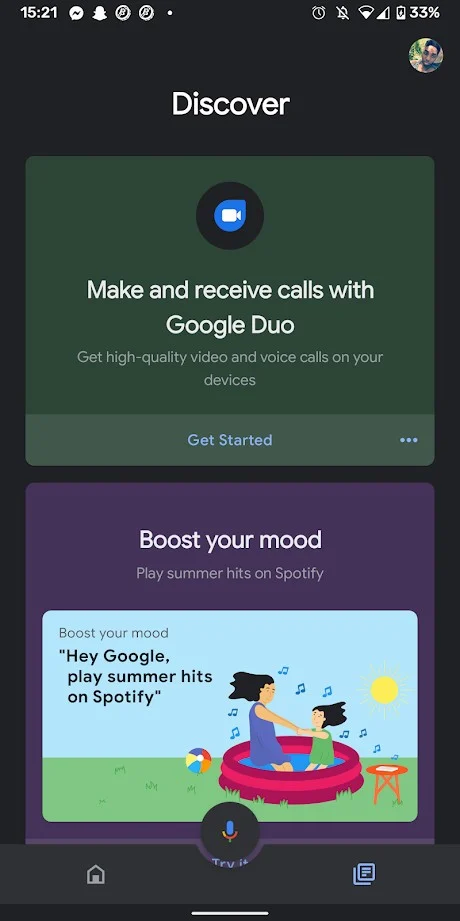 15:21 33%
Discover
Make and receive calls with
Google Duo
Get high-quality video and voice calls on your
devices
Get Started
Boost your mood
Play summer hits on Spotify
Boost your mood
"Hey Google,
play summer hits
on Spotify"
Try it